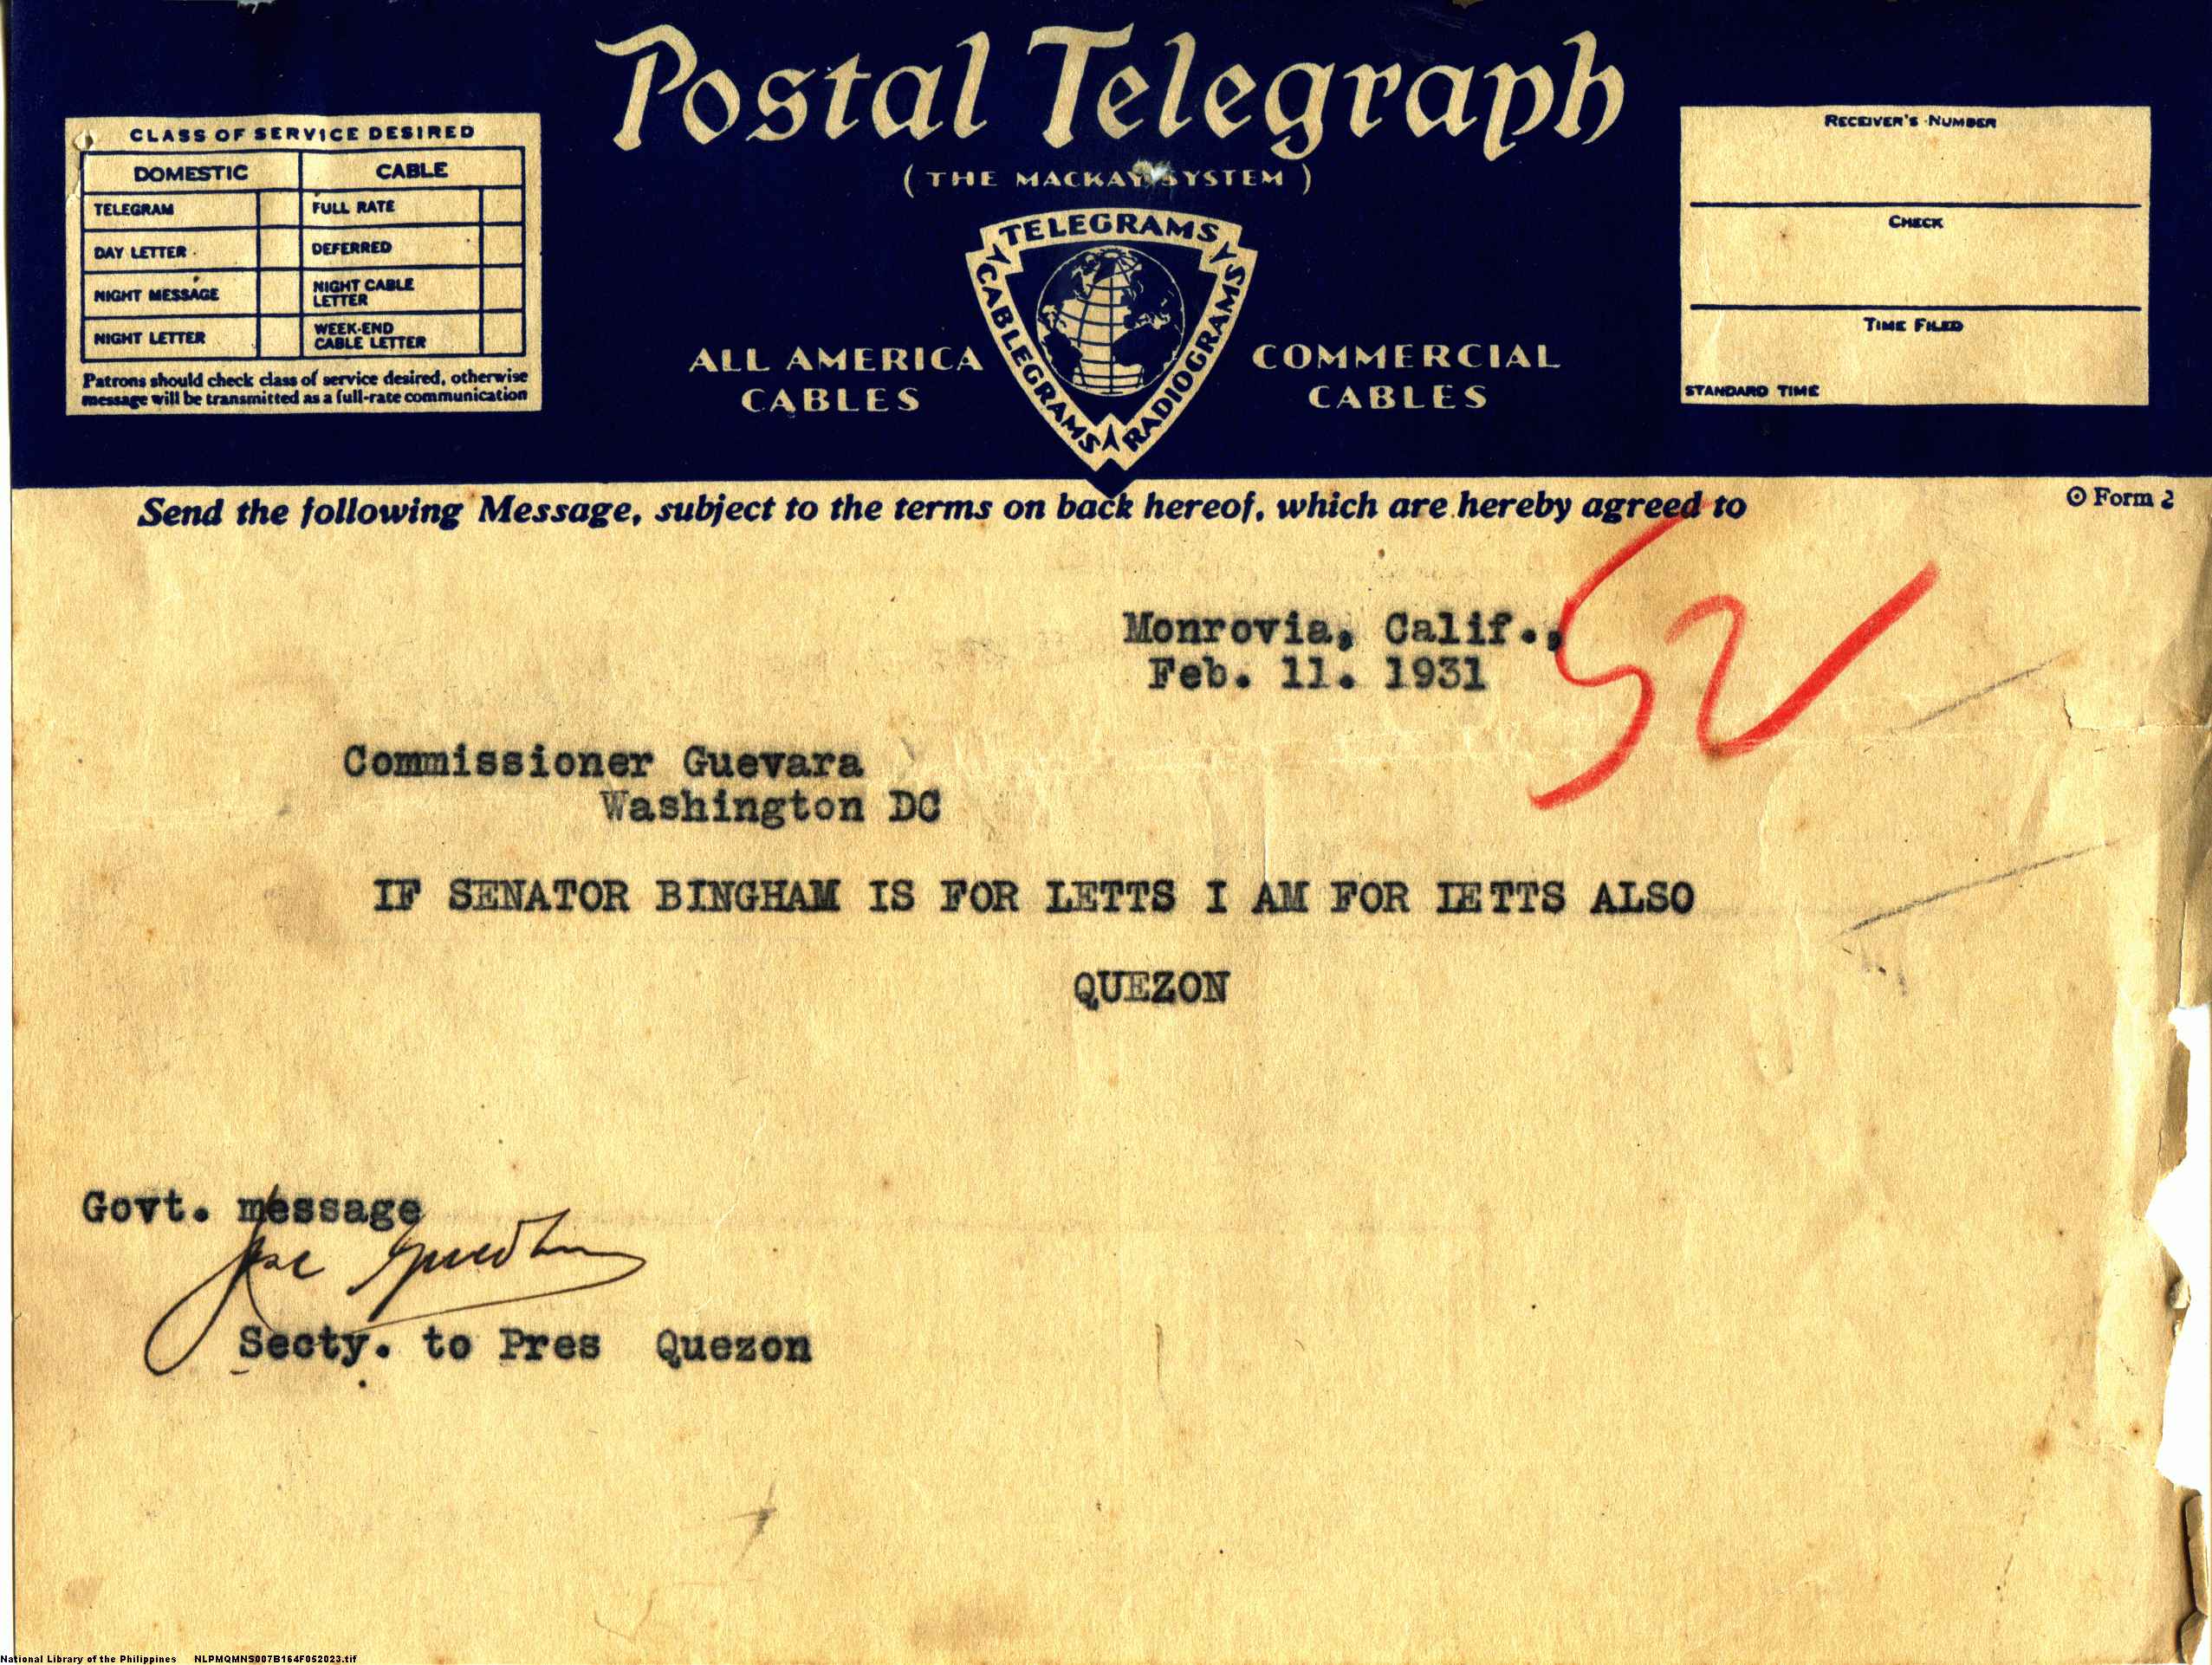 Postal Telegraph
(THE MACKAY SYSTEM)
CLASS OF SERVICE DESIRED
DOMESTIC CABLE
TELEGRAM FULL RATE
DAY LETTER DEFERRED
NIGHT MESSAGE NIGHT CABLE LETTER
NIGHT LETTER WEEK-END CABLE LETTER
Patrons should check class of service desired, otherwise
message will be transmitted as a full-rate communication
TELEGRAMS
CABLEGRAMS
RADIOGRAMS
ALL AMERICA
CABLES
COMMERCIAL
CABLES
RECEIVER'S NUMBER
CHECK
TIME FILED
STANDARD TIME
Send the following Message, subject to the terms on back hereof, which are hereby agreed to
Form 2
52
Monrovia, Calif.,
Feb. 11. 1931
Commissioner Guevara
Washington DC
IF SENATOR BINGHAM IS FOR LETTS I AM FOR LETTS ALSO
QUEZON
Govt. message
Secty. to Pres Quezon
National Library of the Philippines NLPMQMNS007B164F052023.tif